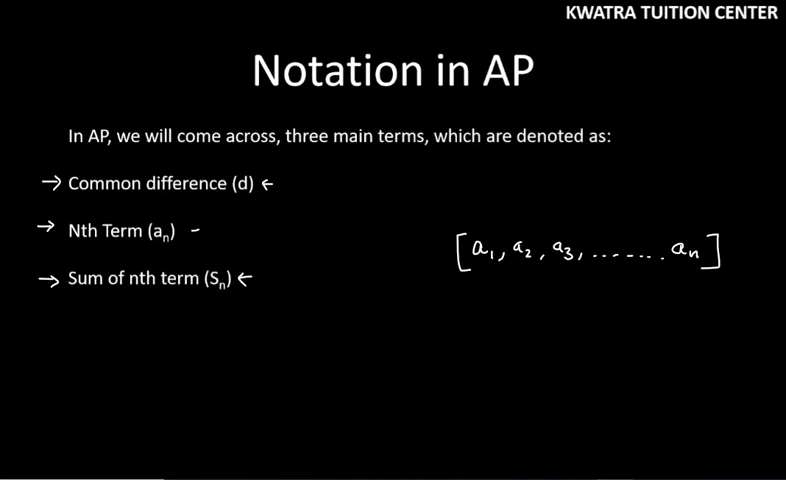 KWATRA TUITION CENTER
Notation in AP
In AP, we will come across, three main terms, which are denoted as:
→ Common difference (d) ←
→ Nth Term (aₙ) -
[a₁, a₂, a₃, ....... aₙ]
→ Sum of nth term (Sₙ) ←